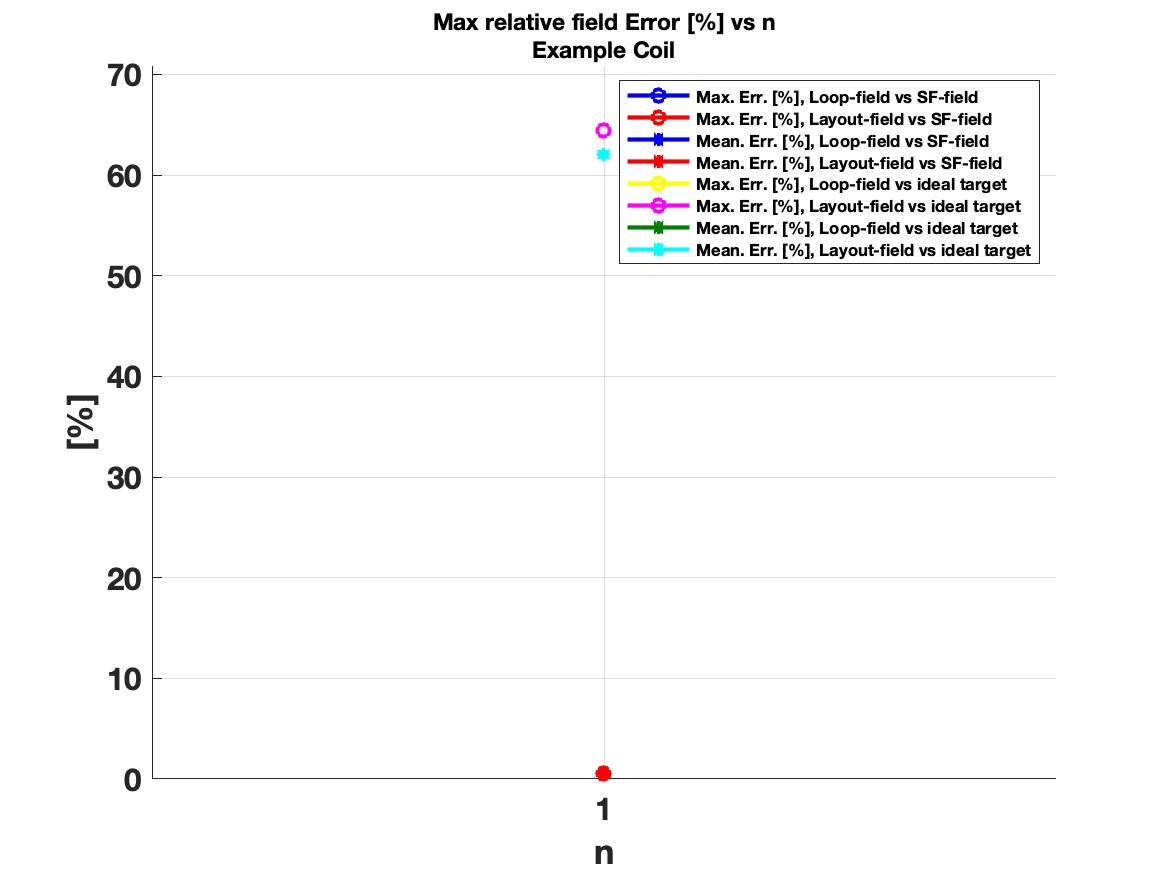 Max relative field Error [%] vs n
Example Coil
70
60
50
40
30
20
10
0
[%]
Max. Err. [%], Loop-field vs SF-field
Max. Err. [%], Layout-field vs SF-field
Mean. Err. [%], Loop-field vs SF-field
Mean. Err. [%], Layout-field vs SF-field
Max. Err. [%], Loop-field vs ideal target
Max. Err. [%], Layout-field vs ideal target
Mean. Err. [%], Loop-field vs ideal target
Mean. Err. [%], Layout-field vs ideal target
1
n